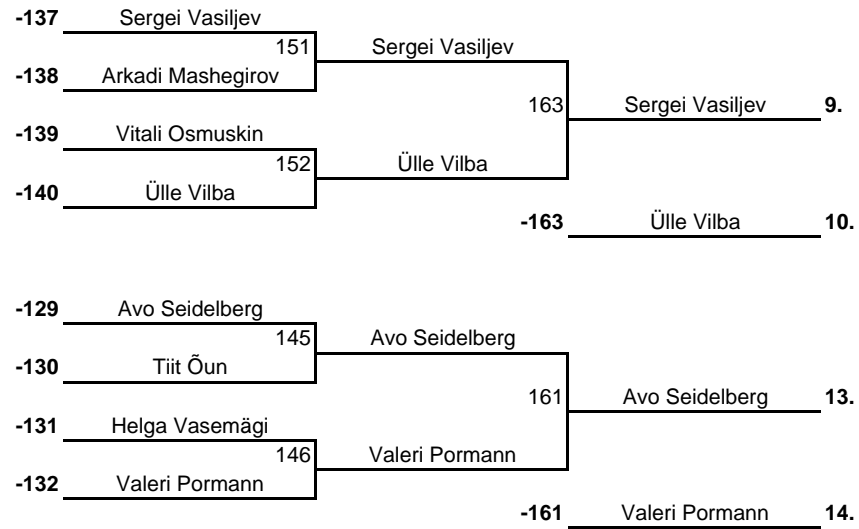 -137 Sergei Vasiljev
151 Sergei Vasiljev
-138 Arkadi Mashegirov
163 Sergei Vasiljev 9.
-139 Vitali Osmuskin
152 Ülle Vilba
-140 Ülle Vilba
-163 Ülle Vilba 10.
-129 Avo Seidelberg
145 Avo Seidelberg
-130 Tiit Õun
161 Avo Seidelberg 13.
-131 Helga Vasemägi
146 Valeri Pormann
-132 Valeri Pormann
-161 Valeri Pormann 14.